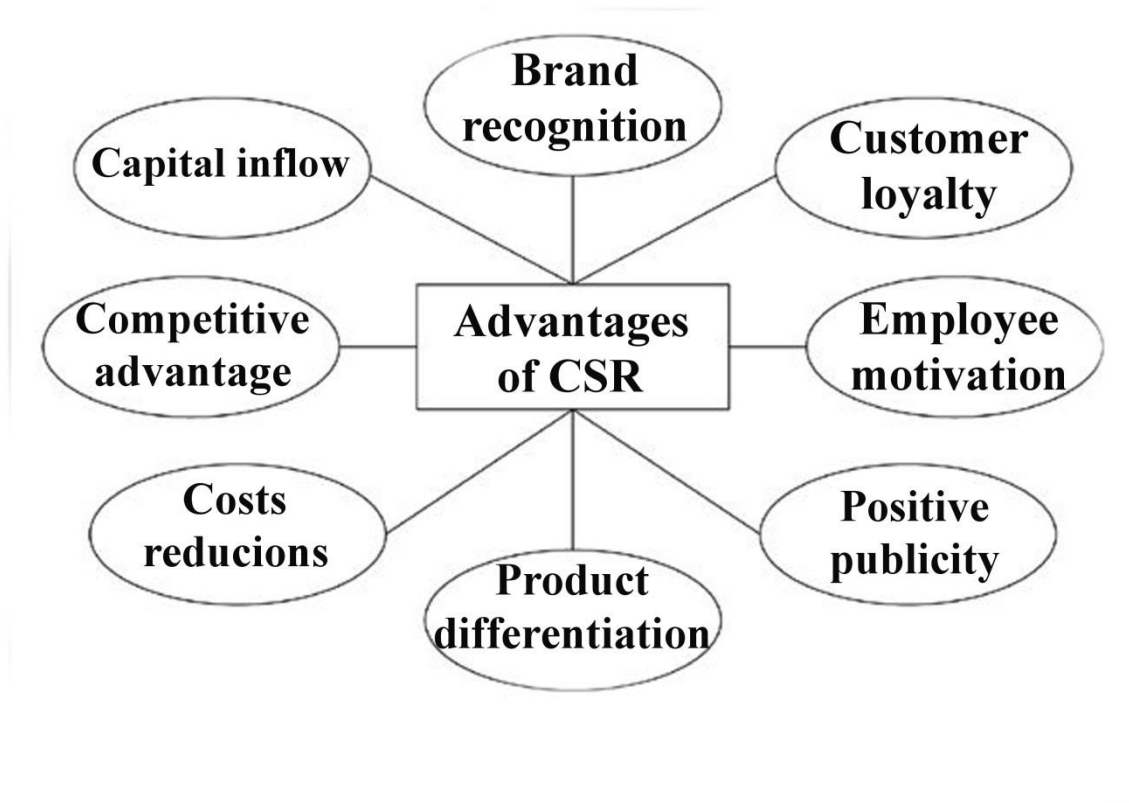 Brand
recognition
Capital inflow
Customer
loyalty
Competitive
advantage
Advantages
of CSR
Employee
motivation
Costs
reducions
Product
differentiation
Positive
publicity